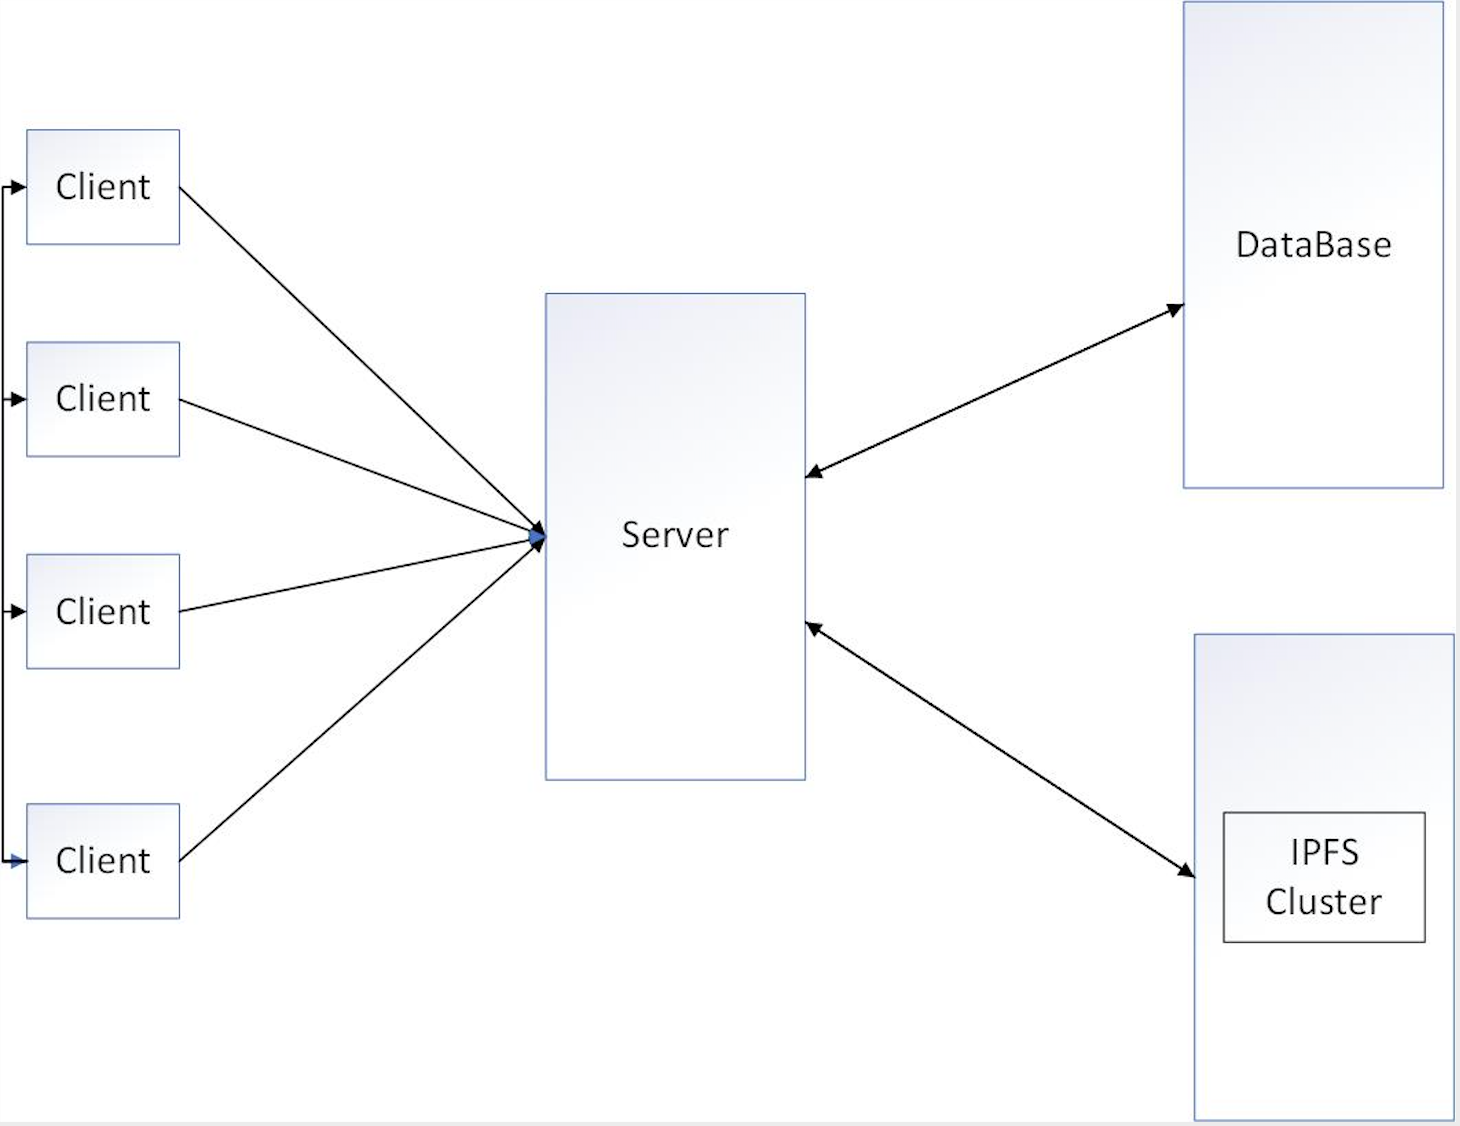 Client
Client
Client
Client
Server
DataBase
IPFS
Cluster